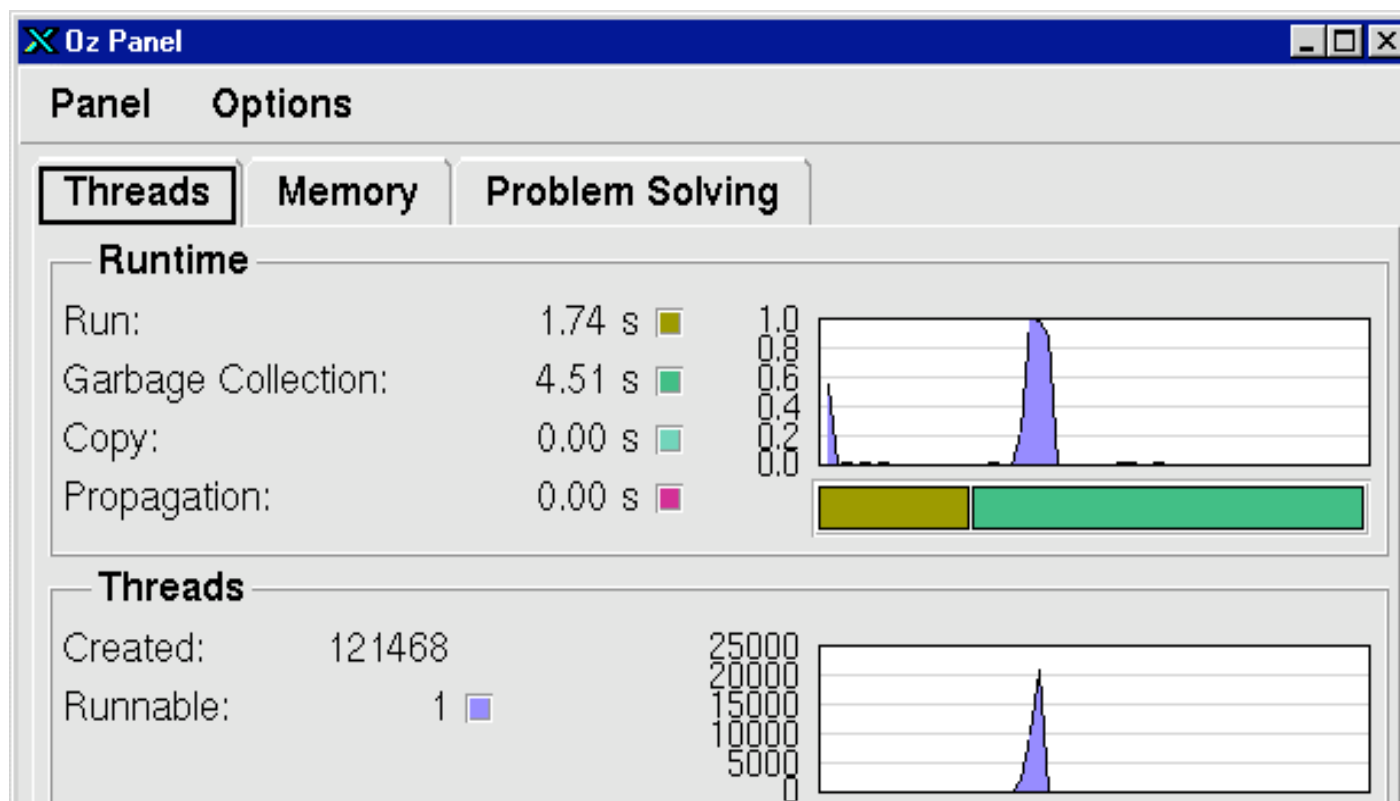 Oz Panel
Panel Options
Threads Memory Problem Solving
Runtime
Run: 1.74 s
Garbage Collection: 4.51 s
Copy: 0.00 s
Propagation: 0.00 s
1.0
0.8
0.6
0.4
0.2
0.0
Threads
Created: 121468
Runnable: 1
25000
20000
15000
10000
5000
0